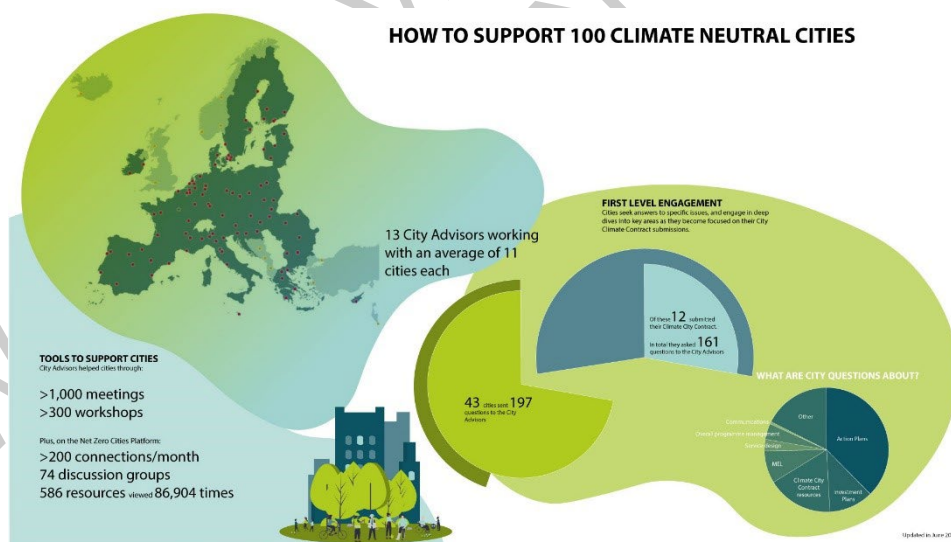 HOW TO SUPPORT 100 CLIMATE NEUTRAL CITIES
13 City Advisors working
with an average of 11
cities each
TOOLS TO SUPPORT CITIES
City Advisors helped cities through:
>1,000 meetings
>300 workshops
Plus, on the Net Zero Cities Platform:
>200 connections/month
74 discussion groups
586 resources viewed 86,904 times
FIRST LEVEL ENGAGEMENT
Cities seek answers to specific issues, and engage in deep
dives into key areas as they become focused on their City
Climate Contract submissions.
Of these 12 submitted
their Climate City Contract.
In total they asked 161
questions to the City Advisors
43 cities sent 197
questions to the City
Advisors
WHAT ARE CITY QUESTIONS ABOUT?
Other
Action Plans
Communications
programme development
Service design
MEL
Climate City
Contract
resources
Investment
Plans
Updated in June